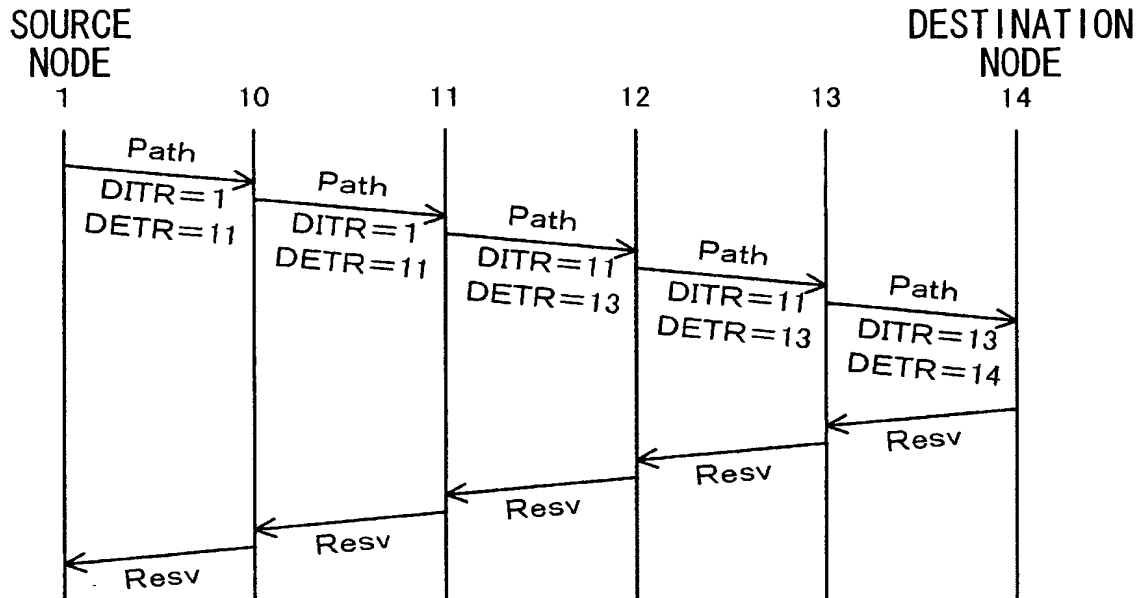 SOURCE
NODE
DESTINATION
NODE
1 10 11 12 13 14
Path
DITR=1
DETR=11
Path
DITR=1
DETR=11
Path
DITR=11
DETR=13
Path
DITR=11
DETR=13
Path
DITR=13
DETR=14
Resv
Resv
Resv
Resv
Resv